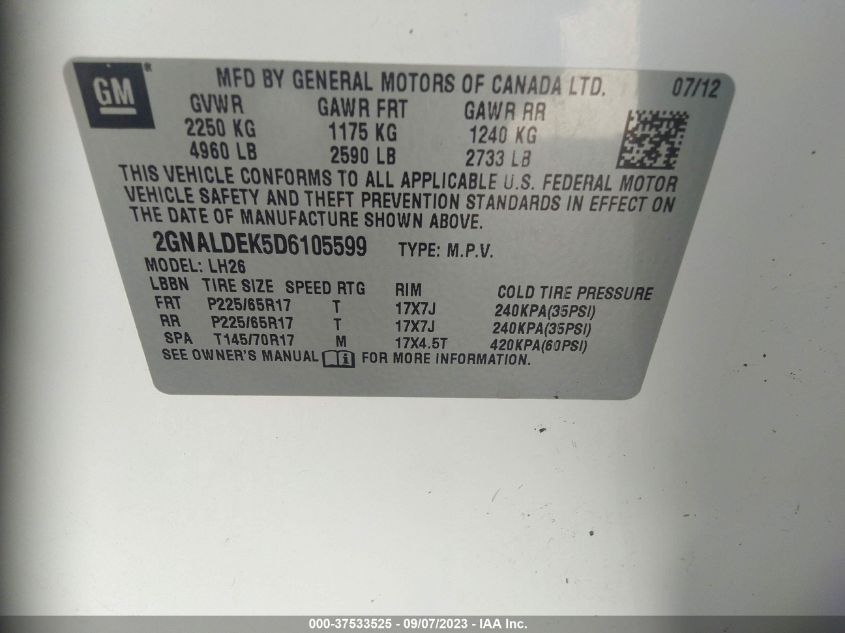 GM®
MFD BY GENERAL MOTORS OF CANADA LTD. 07/12
GVWR GAWR FRT GAWR RR
2250 KG 1175 KG 1240 KG
4960 LB 2590 LB 2733 LB
THIS VEHICLE CONFORMS TO ALL APPLICABLE U.S. FEDERAL MOTOR
VEHICLE SAFETY AND THEFT PREVENTION STANDARDS IN EFFECT ON
THE DATE OF MANUFACTURE SHOWN ABOVE.
2GNALDEK5D6105599 TYPE: M.P.V.
MODEL: LH26
LBBN TIRE SIZE SPEED RTG RIM COLD TIRE PRESSURE
FRT P225/65R17 T 17X7J 240KPA(35PSI)
RR P225/65R17 T 17X7J 240KPA(35PSI)
SPA T145/70R17 M 17X4.5T 420KPA(60PSI)
SEE OWNER'S MANUAL FOR MORE INFORMATION.
000-37533525 - 09/07/2023 - IAA Inc.